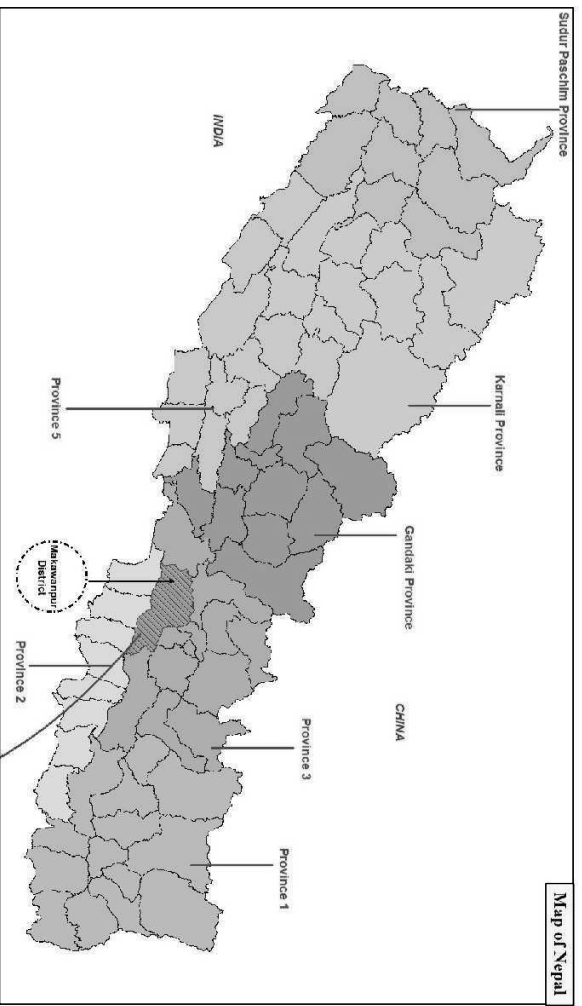 Map of Nepal
Sudur Paschim Province
Karnali Province
Gandaki Province
CHINA
INDIA
Province 3
Province 1
Province 5
Makawanpur
District
Province 2